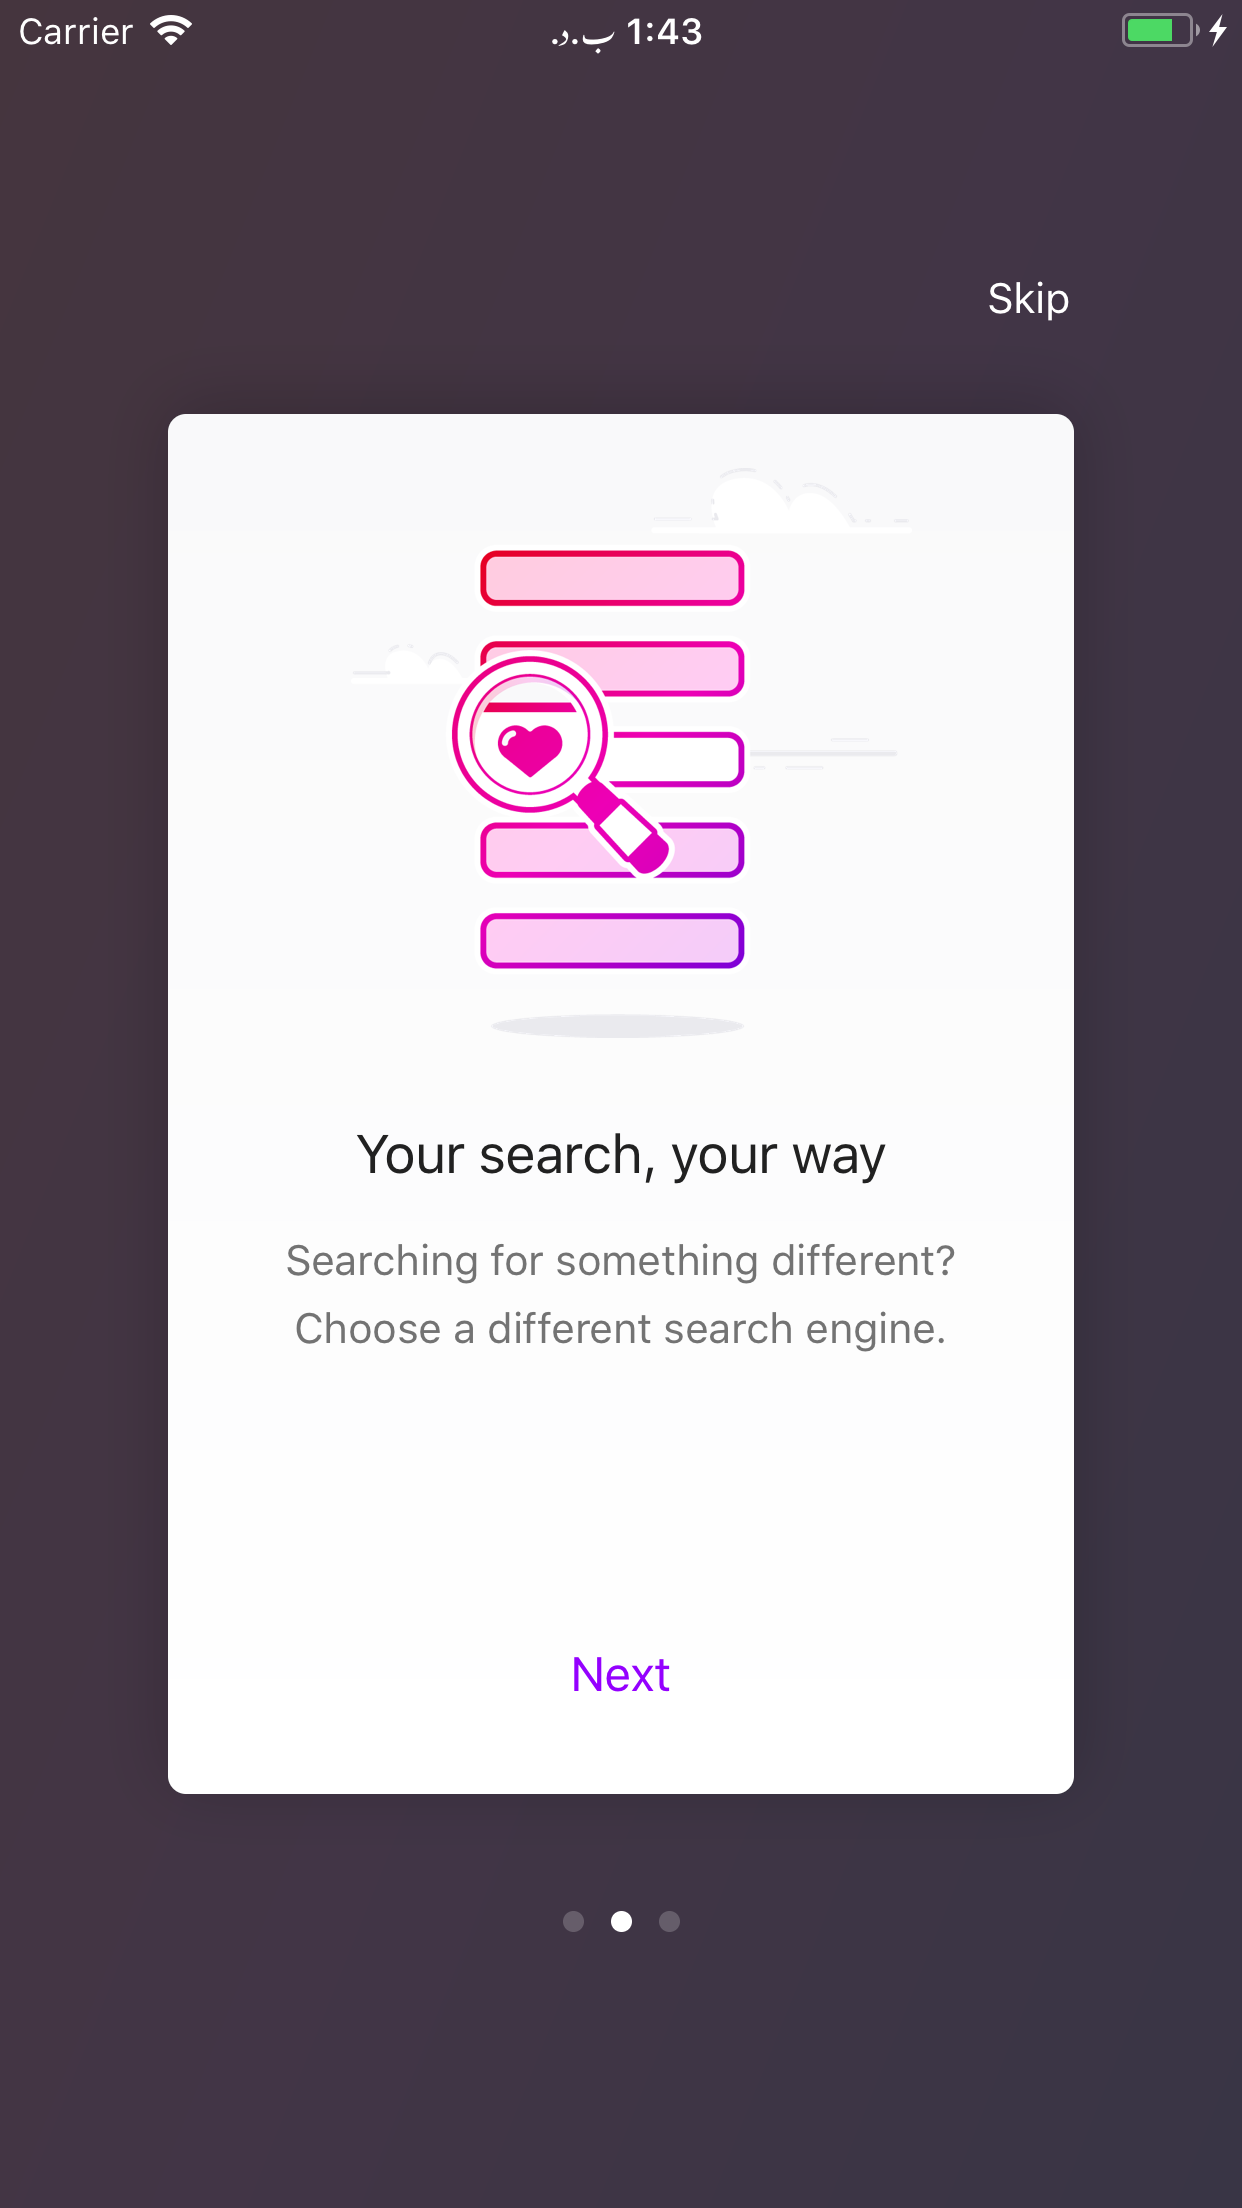 Carrier
1:43 ب.د.
Skip
Your search, your way
Searching for something different?
Choose a different search engine.
Next